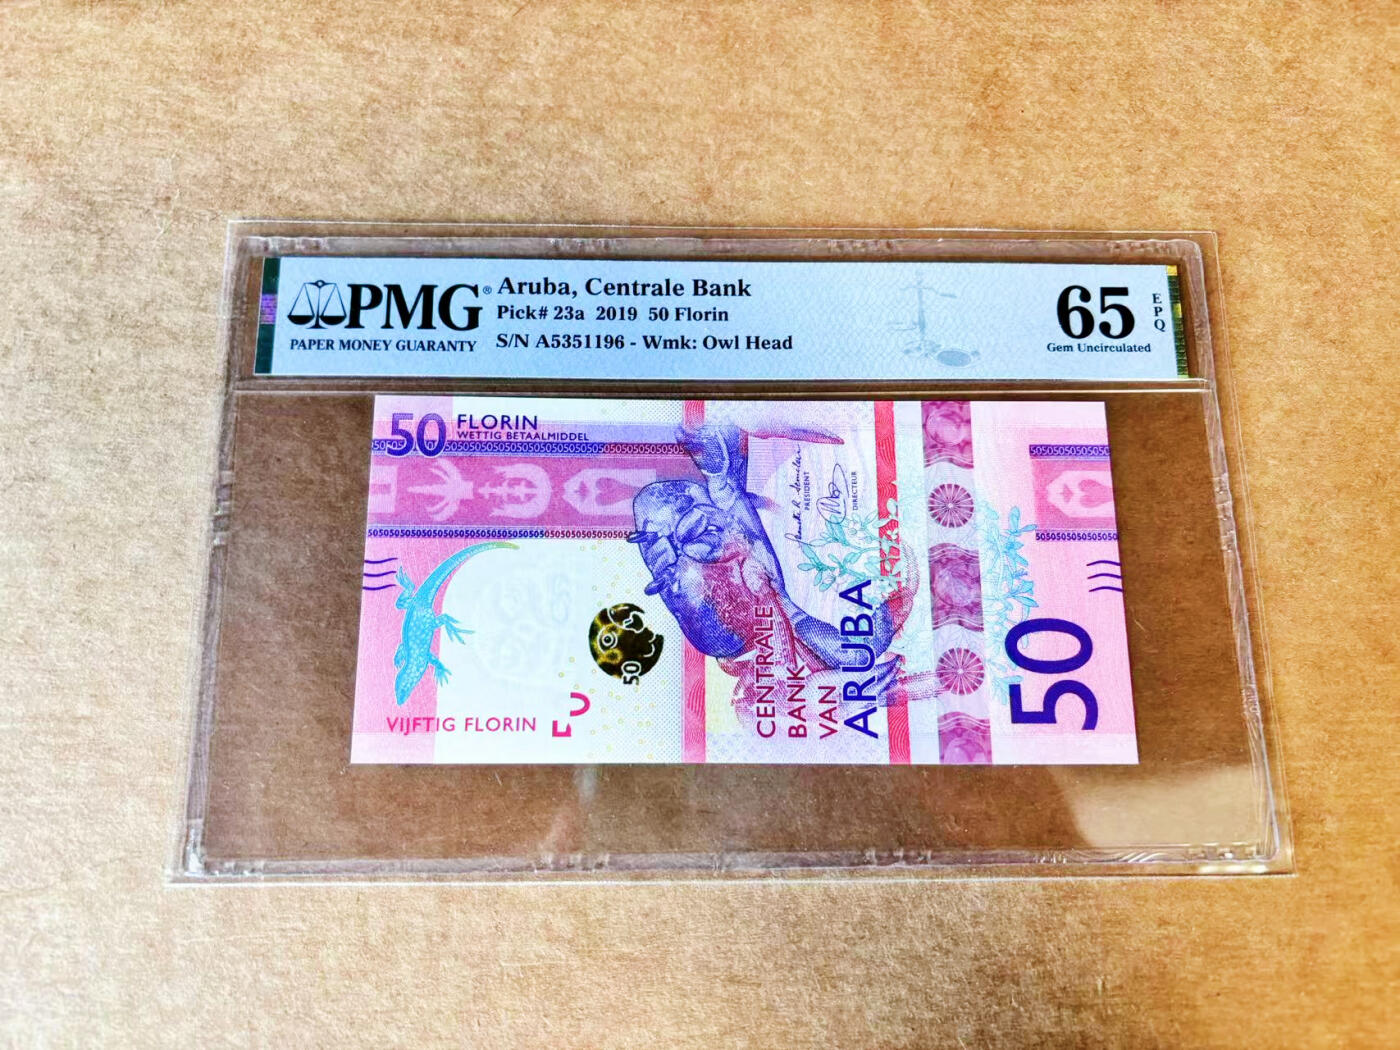 PMG®
PAPER MONEY GUARANTY
Aruba, Centrale Bank
Pick# 23a 2019 50 Florin
S/N A5351196 - Wmk: Owl Head
65
EPQ
Gem Uncirculated
50 FLORIN
WETTIG BETAALMIDDEL
PRESIDENT
DIRECTEUR
50
VIJFTIG FLORIN
CENTRALE
BANK
VAN
ARUBA
50